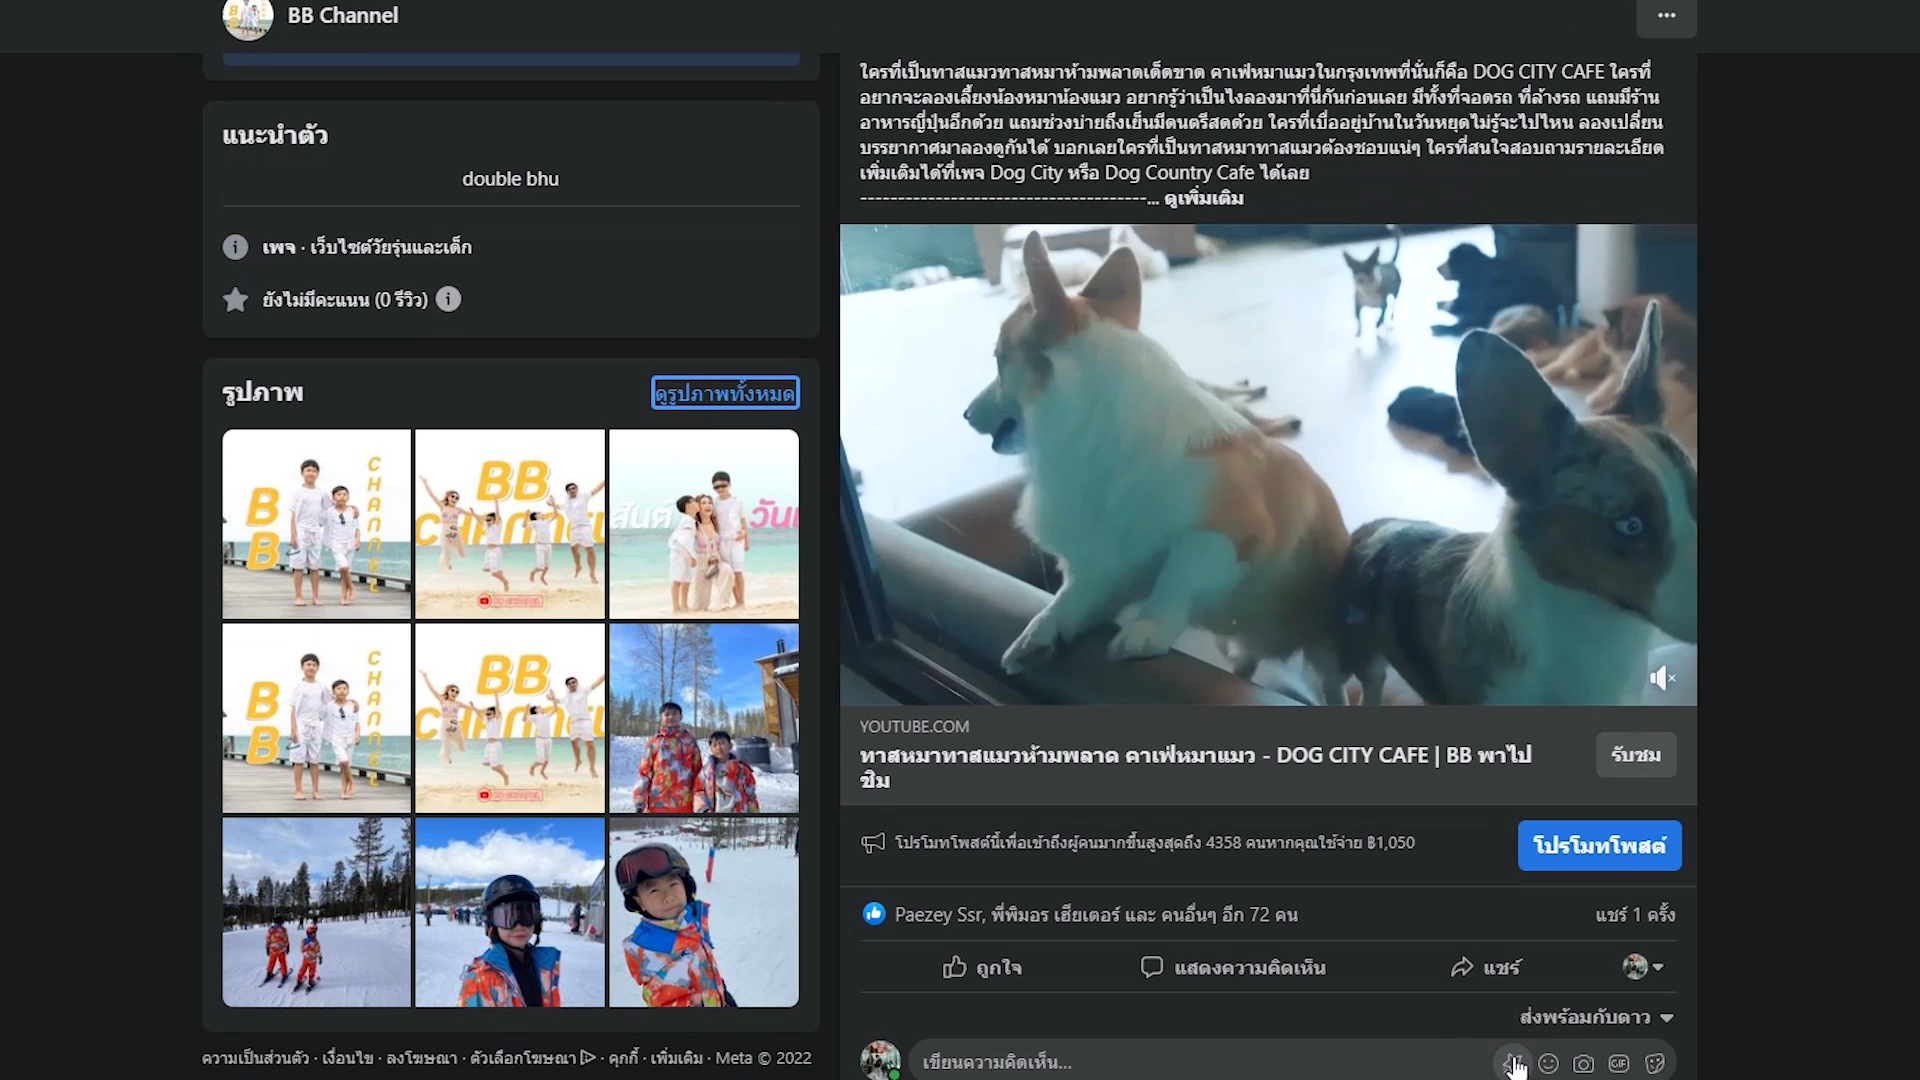 BB Channel
แนะนำตัว
double bhu
เพจ · เว็บไซต์วัยรุ่นและเด็ก
ยังไม่มีคะแนน (0 รีวิว)
รูปภาพ
ดูรูปภาพทั้งหมด
BB
CHANNEL
BB
CHANNEL
สันต์
วัน
BB
CHANNEL
BB
CHANNEL
ความเป็นส่วนตัว · เงื่อนไข · ลงโฆษณา · ตัวเลือกโฆษณา · คุกกี้ · เพิ่มเติม · Meta © 2022
ใครที่เป็นทาสแมวทาสหมาห้ามพลาดเด็ดขาด คาเฟ่หมาแมวในกรุงเทพที่นั่นก็คือ DOG CITY CAFE ใครที่
อยากจะลองเลี้ยงน้องหมาน้องแมว อยากรู้ว่าเป็นไงลองมาที่นี่กันก่อนเลย มีทั้งที่จอดรถ ที่ล้างรถ แถมมีร้าน
อาหารญี่ปุ่นอีกด้วย แถมช่วงบ่ายถึงเย็นมีดนตรีสดด้วย ใครที่เบื่ออยู่บ้านในวันหยุดไม่รู้จะไปไหน ลองเปลี่ยน
บรรยากาศมาลองดูกันได้ บอกเลยใครที่เป็นทาสหมาทาสแมวต้องชอบแน่ๆ ใครที่สนใจสอบถามรายละเอียด
เพิ่มเติมได้ที่เพจ Dog City หรือ Dog Country Cafe ได้เลย
--------------------------------------... ดูเพิ่มเติม
YOUTUBE.COM
ทาสหมาทาสแมวห้ามพลาด คาเฟ่หมาแมว - DOG CITY CAFE | BB พาไป
ชิม
รับชม
โปรโมทโพสต์นี้เพื่อเข้าถึงผู้คนมากขึ้นสูงสุดถึง 4358 คนหากคุณใช้จ่าย ฿1,050
โปรโมทโพสต์
Paezey Ssr, พี่พิมอร เฮียเตอร์ และ คนอื่นๆ อีก 72 คน
แชร์ 1 ครั้ง
ถูกใจ
แสดงความคิดเห็น
แชร์
ส่งพร้อมกับดาว
เขียนความคิดเห็น...
GIF